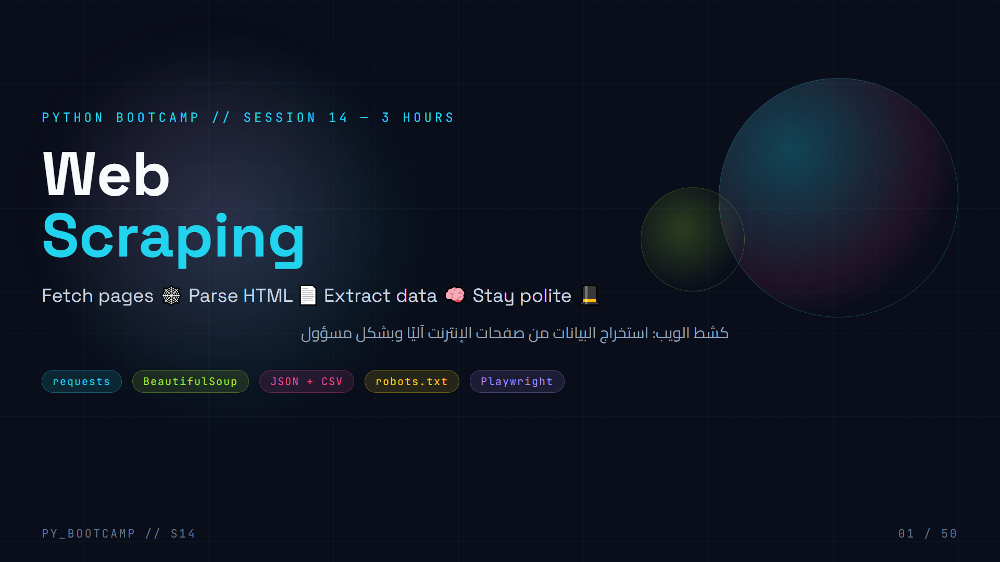 PYTHON BOOTCAMP // SESSION 14 — 3 HOURS
Web
Scraping
Fetch pages 🕸 Parse HTML 📄 Extract data 🧠 Stay polite 🎩
كشط الويب: استخراج البيانات من صفحات الإنترنت آليًا وبشكل مسؤول
requests BeautifulSoup JSON + CSV robots.txt Playwright
PY_BOOTCAMP // S14
01 / 50